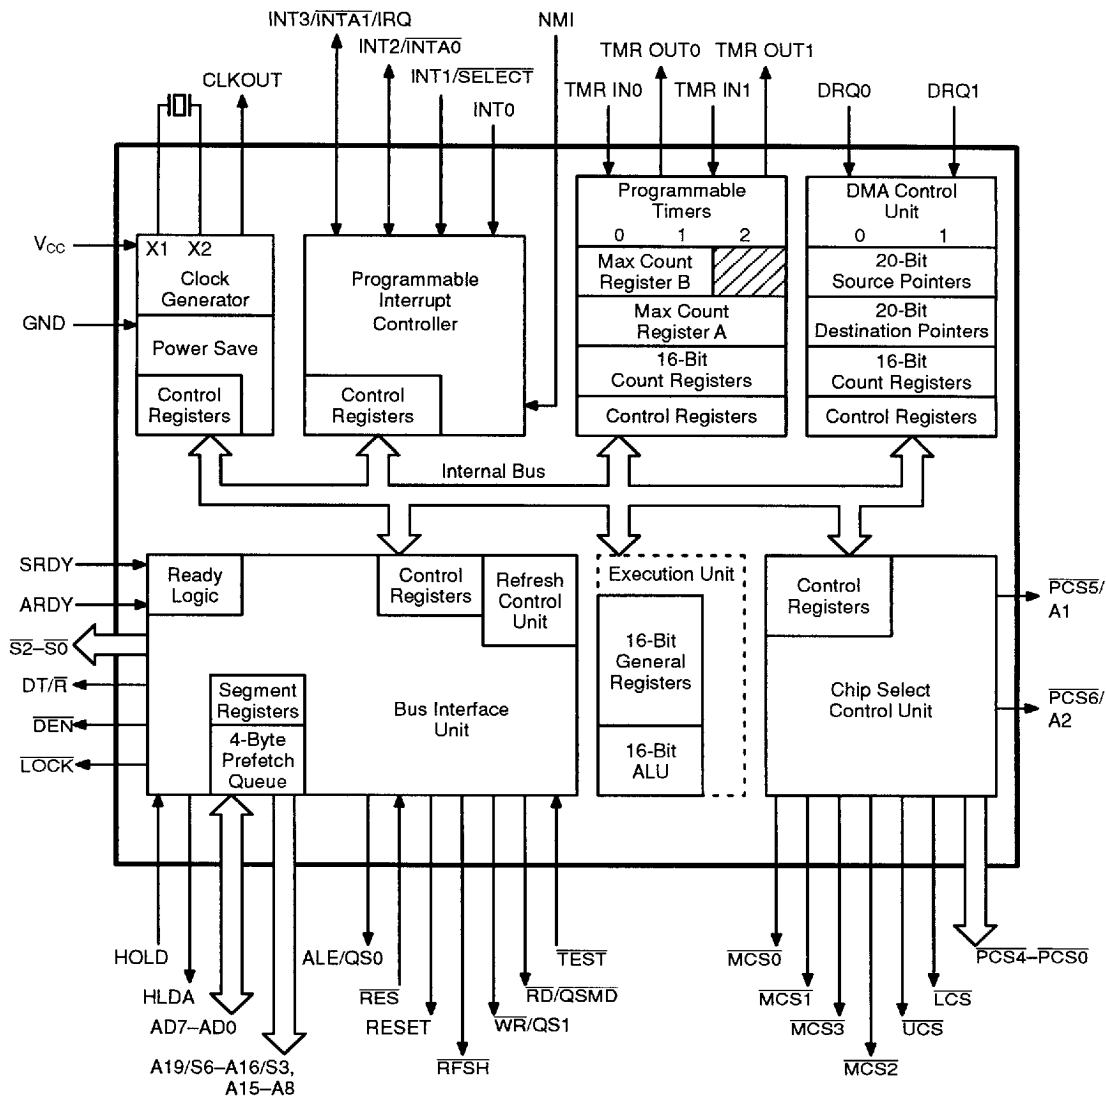 INT3/INTA1/IRQ
NMI
INT2/INTA0
TMR OUT0
TMR OUT1
CLKOUT
INT1/SELECT
TMR IN0
TMR IN1
DRQ0
DRQ1
INT0
VCC
GND
X1
X2
Clock
Generator
Power Save
Control
Registers
Programmable
Interrupt
Controller
Control
Registers
Programmable
Timers
0
1
2
Max Count
Register B
Max Count
Register A
16-Bit
Count Registers
Control Registers
DMA Control
Unit
0
1
20-Bit
Source Pointers
20-Bit
Destination Pointers
16-Bit
Count Registers
Control Registers
Internal Bus
SRDY
ARDY
S2–S0
DT/R
DEN
LOCK
Ready
Logic
Control
Registers
Refresh
Control
Unit
Segment
Registers
4-Byte
Prefetch
Queue
Bus Interface
Unit
Execution Unit
16-Bit
General
Registers
16-Bit
ALU
Control
Registers
Chip Select
Control Unit
PCS5/
A1
PCS6/
A2
HOLD
HLDA
AD7–AD0
A19/S6–A16/S3,
A15–A8
ALE/QS0
RES
RESET
RFSH
WR/QS1
RD/QSMD
TEST
MCS0
MCS1
MCS3
MCS2
UCS
LCS
PCS4–PCS0